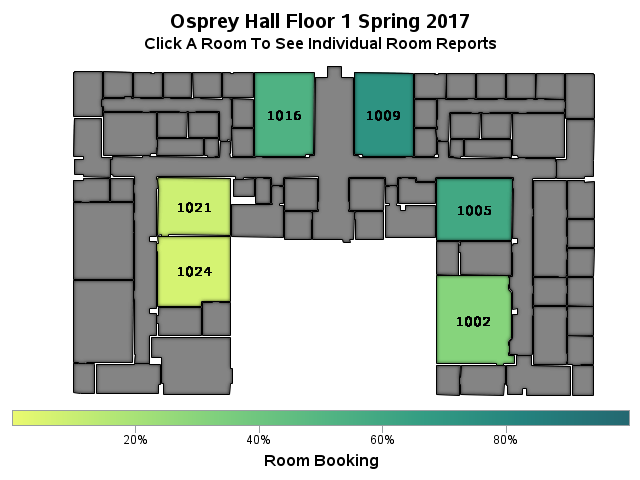 Osprey Hall Floor 1 Spring 2017
Click A Room To See Individual Room Reports
1016 1009
1021 1005
1024
1002
20% 40% 60% 80%
Room Booking